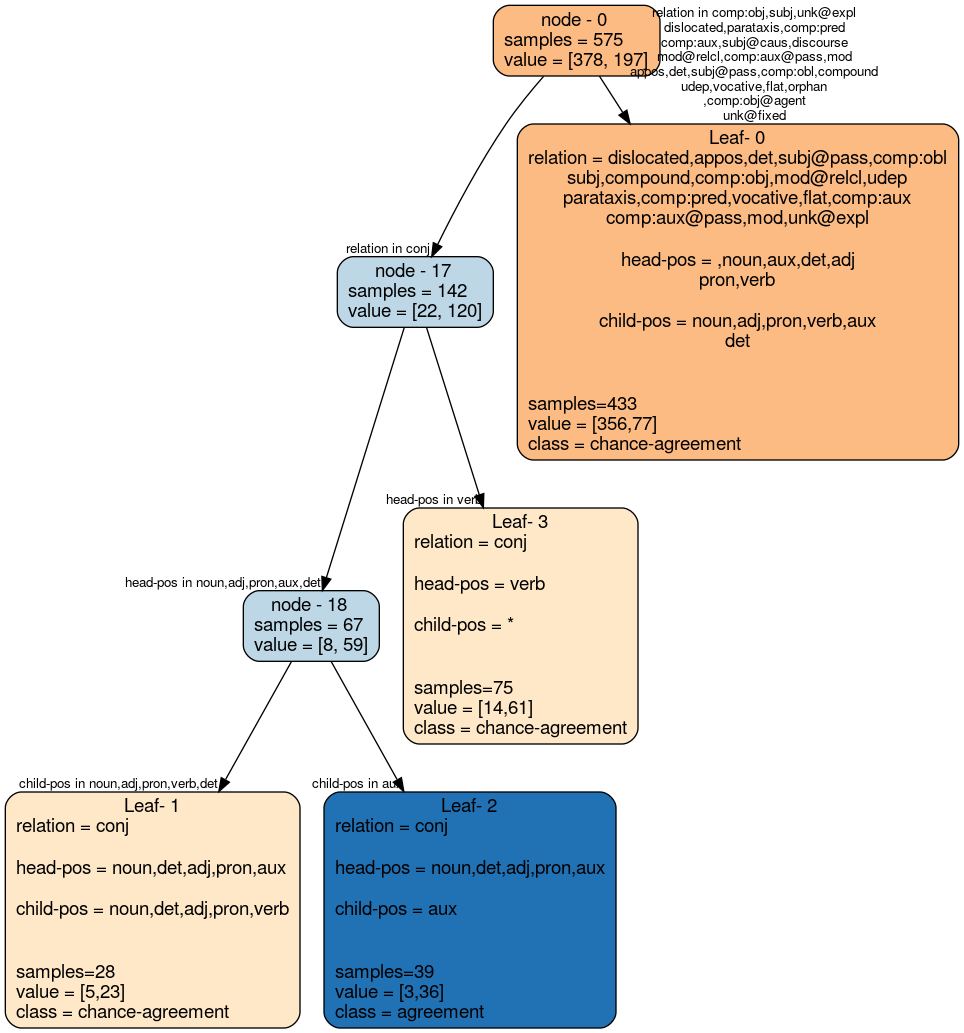 node - 0
samples = 575
value = [378, 197]
relation in comp:obj,subj,unk@expl
dislocated,parataxis,comp:pred
comp:aux,subj@caus,discourse
mod@relcl,comp:aux@pass,mod
appos,det,subj@pass,comp:obl,compound
udep,vocative,flat,orphan
,comp:obj@agent
unk@fixed
Leaf- 0
relation = dislocated,appos,det,subj@pass,comp:obl
subj,compound,comp:obj,mod@relcl,udep
parataxis,comp:pred,vocative,flat,comp:aux
comp:aux@pass,mod,unk@expl
head-pos = ,noun,aux,det,adj
pron,verb
child-pos = noun,adj,pron,verb,aux
det
samples=433
value = [356,77]
class = chance-agreement
relation in conj
node - 17
samples = 142
value = [22, 120]
head-pos in verb
Leaf- 3
relation = conj
head-pos = verb
child-pos = *
samples=75
value = [14,61]
class = chance-agreement
head-pos in noun,adj,pron,aux,det
node - 18
samples = 67
value = [8, 59]
child-pos in noun,adj,pron,verb,det
Leaf- 1
relation = conj
head-pos = noun,det,adj,pron,aux
child-pos = noun,det,adj,pron,verb
samples=28
value = [5,23]
class = chance-agreement
child-pos in aux
Leaf- 2
relation = conj
head-pos = noun,det,adj,pron,aux
child-pos = aux
samples=39
value = [3,36]
class = agreement